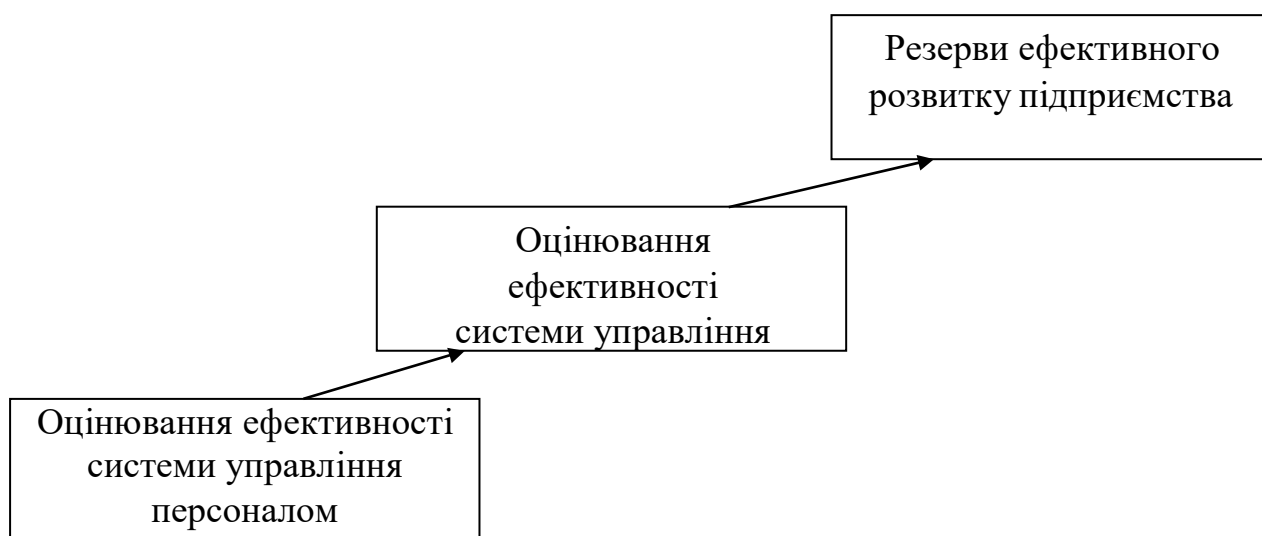 Резерви ефективного
розвитку підприємства
Оцінювання
ефективності
системи управління
Оцінювання ефективності
системи управління
персоналом